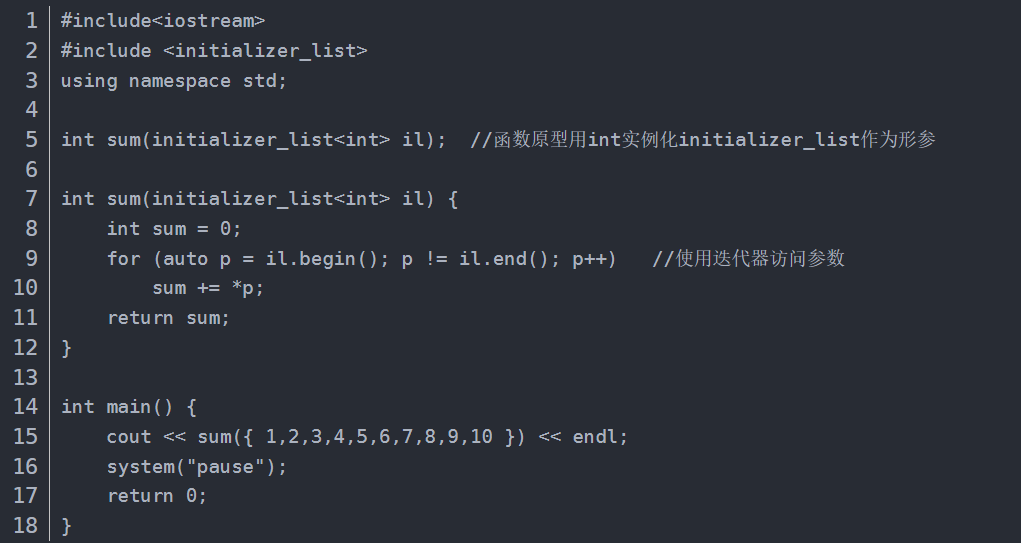 1 #include<iostream>
2 #include <initializer_list>
3 using namespace std;
4
5 int sum(initializer_list<int> il);  //函数原型用int实例化initializer_list作为形参
6
7 int sum(initializer_list<int> il) {
8     int sum = 0;
9     for (auto p = il.begin(); p != il.end(); p++)   //使用迭代器访问参数
10         sum += *p;
11     return sum;
12 }
13
14 int main() {
15     cout << sum({ 1,2,3,4,5,6,7,8,9,10 }) << endl;
16     system("pause");
17     return 0;
18 }